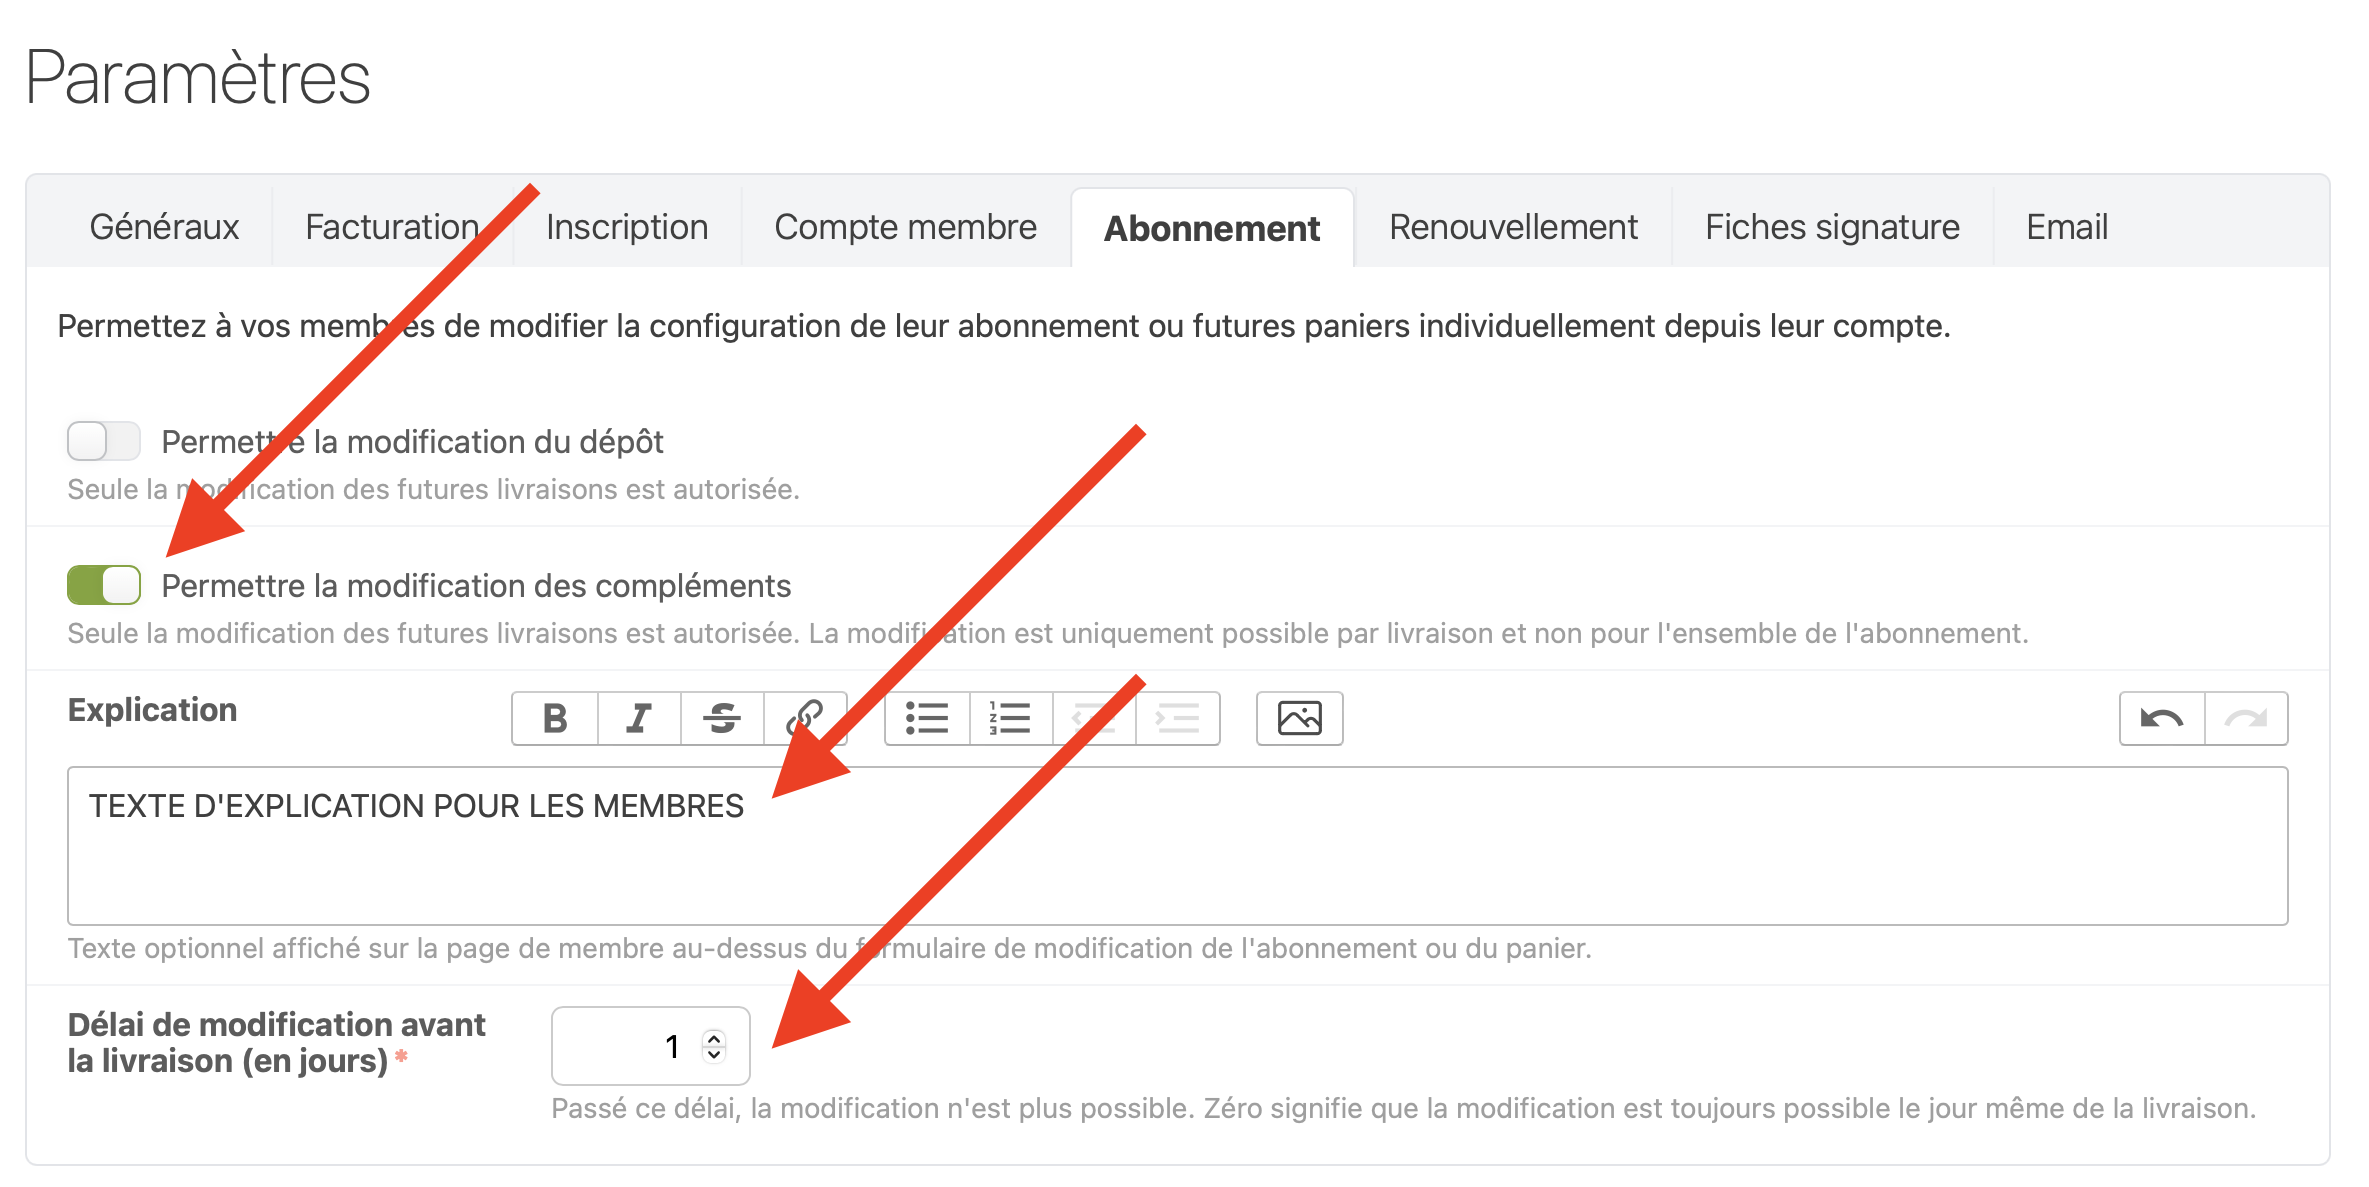 Paramètres
Généraux Facturation Inscription Compte membre Abonnement Renouvellement Fiches signature Email
Permettez à vos membres de modifier la configuration de leur abonnement ou futures paniers individuellement depuis leur compte.
Permettre la modification du dépôt
Seule la modification des futures livraisons est autorisée.
Permettre la modification des compléments
Seule la modification des futures livraisons est autorisée. La modification est uniquement possible par livraison et non pour l'ensemble de l'abonnement.
Explication
TEXTE D'EXPLICATION POUR LES MEMBRES
Texte optionnel affiché sur la page de membre au-dessus du formulaire de modification de l'abonnement ou du panier.
Délai de modification avant
la livraison (en jours) *
1
Passé ce délai, la modification n'est plus possible. Zéro signifie que la modification est toujours possible le jour même de la livraison.